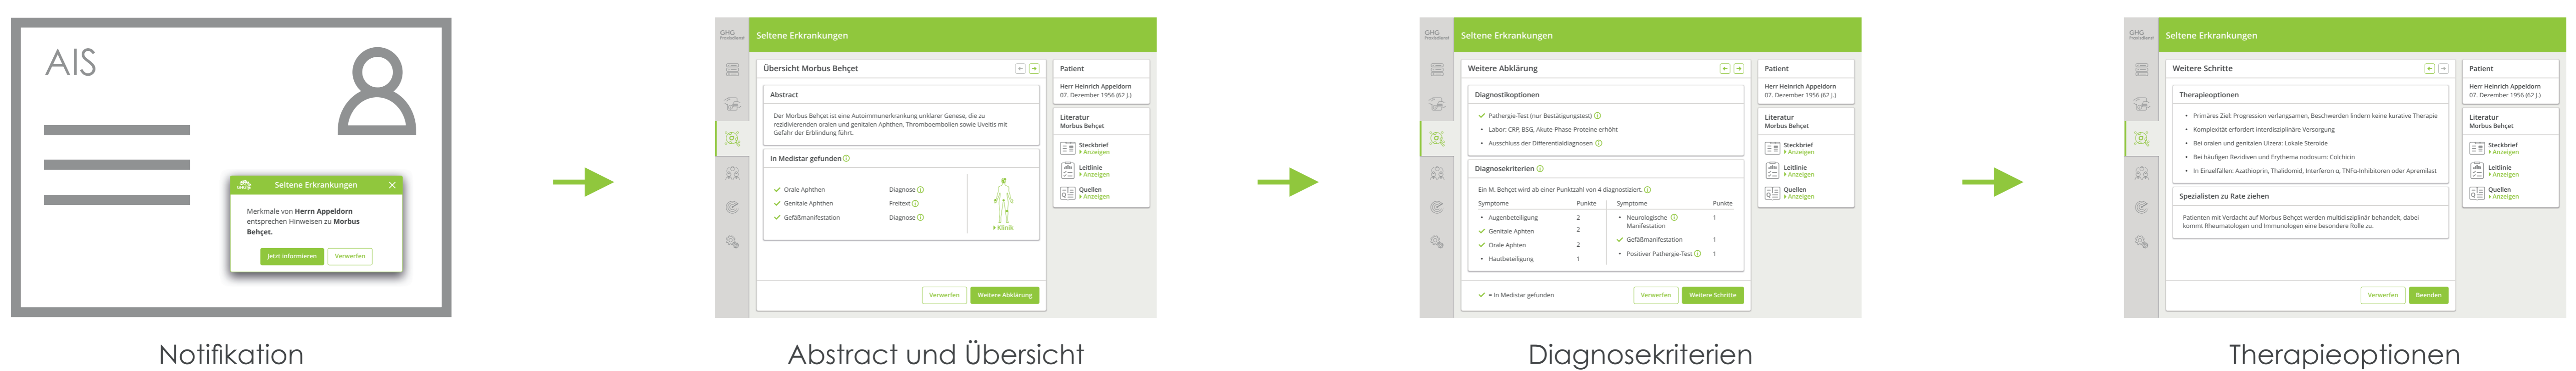 AIS
GHG
Seltene Erkrankungen
Merkmale von Herrn Appeldorn
entsprechen Hinweisen zu Morbus
Behçet.
Jetzt informieren
Verwerfen
Notifikation
GHG
Praxisdienst
Seltene Erkrankungen
Übersicht Morbus Behçet
Abstract
Der Morbus Behçet ist eine Autoimmunerkrankung unklarer Genese, die zu
rezidivierenden oralen und genitalen Aphthen, Thromboembolien sowie Uveitis mit
Gefahr der Erblindung führt.
In Medistar gefunden
Orale Aphthen Diagnose
Genitale Aphthen Freitext
Gefäßmanifestation Diagnose
Klinik
Verwerfen
Weitere Abklärung
Patient
Herr Heinrich Appeldorn
07. Dezember 1956 (62 J.)
Literatur
Morbus Behçet
Steckbrief
Anzeigen
Leitlinie
Anzeigen
Quellen
Anzeigen
Abstract und Übersicht
GHG
Praxisdienst
Seltene Erkrankungen
Weitere Abklärung
Diagnostikoptionen
Pathergie-Test (nur Bestätigungstest)
Labor: CRP, BSG, Akute-Phase-Proteine erhöht
Ausschluss der Differentialdiagnosen
Diagnosekriterien
Ein M. Behçet wird ab einer Punktzahl von 4 diagnostiziert.
Symptome Punkte
Augenbeteiligung 2
Genitale Aphten 2
Orale Aphten 2
Hautbeteiligung 1
Symptome Punkte
Neurologische 1
Manifestation
Gefäßmanifestation 1
Positiver Pathergie-Test 1
= In Medistar gefunden
Verwerfen
Weitere Schritte
Patient
Herr Heinrich Appeldorn
07. Dezember 1956 (62 J.)
Literatur
Morbus Behçet
Steckbrief
Anzeigen
Leitlinie
Anzeigen
Quellen
Anzeigen
Diagnosekriterien
GHG
Praxisdienst
Seltene Erkrankungen
Weitere Schritte
Therapieoptionen
Primäres Ziel: Progression verlangsamen, Beschwerden lindern keine kurative Therapie
Komplexität erfordert interdisziplinäre Versorgung
Bei oralen und genitalen Ulzera: Lokale Steroide
Bei häufigen Rezidiven und Erythema nodosum: Colchicin
In Einzelfällen: Azathioprin, Thalidomid, Interferon α, TNFα-Inhibitoren oder Apremilast
Spezialisten zu Rate ziehen
Patienten mit Verdacht auf Morbus Behçet werden multidisziplinär behandelt, dabei
kommt Rheumatologen und Immunologen eine besondere Rolle zu.
Verwerfen
Beenden
Patient
Herr Heinrich Appeldorn
07. Dezember 1956 (62 J.)
Literatur
Morbus Behçet
Steckbrief
Anzeigen
Leitlinie
Anzeigen
Quellen
Anzeigen
Therapieoptionen